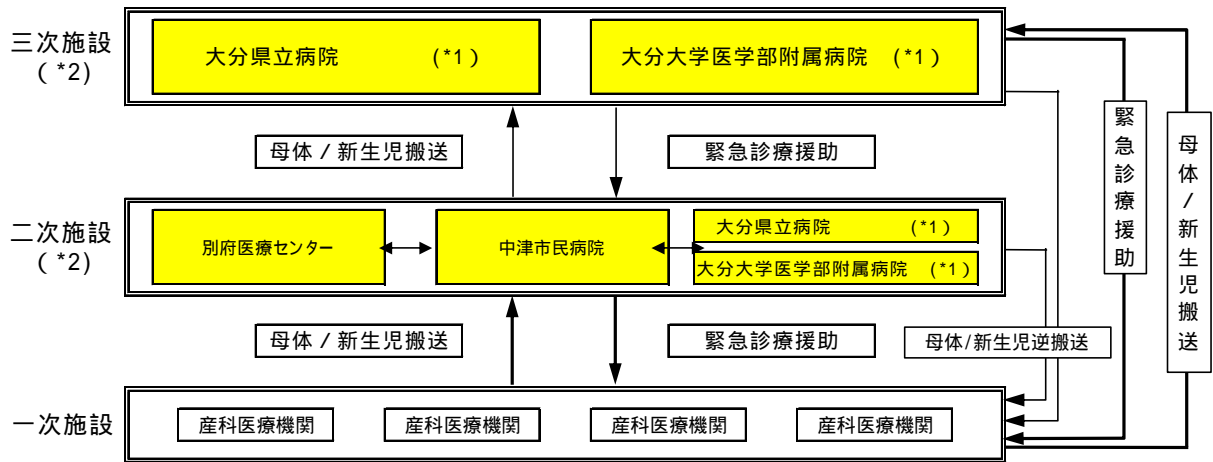 三次施設
( *2)
大分県立病院 (*1)
大分大学医学部附属病院 (*1)
母体 / 新生児搬送
緊急診療援助
二次施設
( *2)
別府医療センター
中津市民病院
大分県立病院 (*1)
大分大学医学部附属病院 (*1)
母体 / 新生児搬送
緊急診療援助
母体/新生児逆搬送
緊急診療援助
母体/新生児搬送
一次施設
産科医療機関
産科医療機関
産科医療機関
産科医療機関